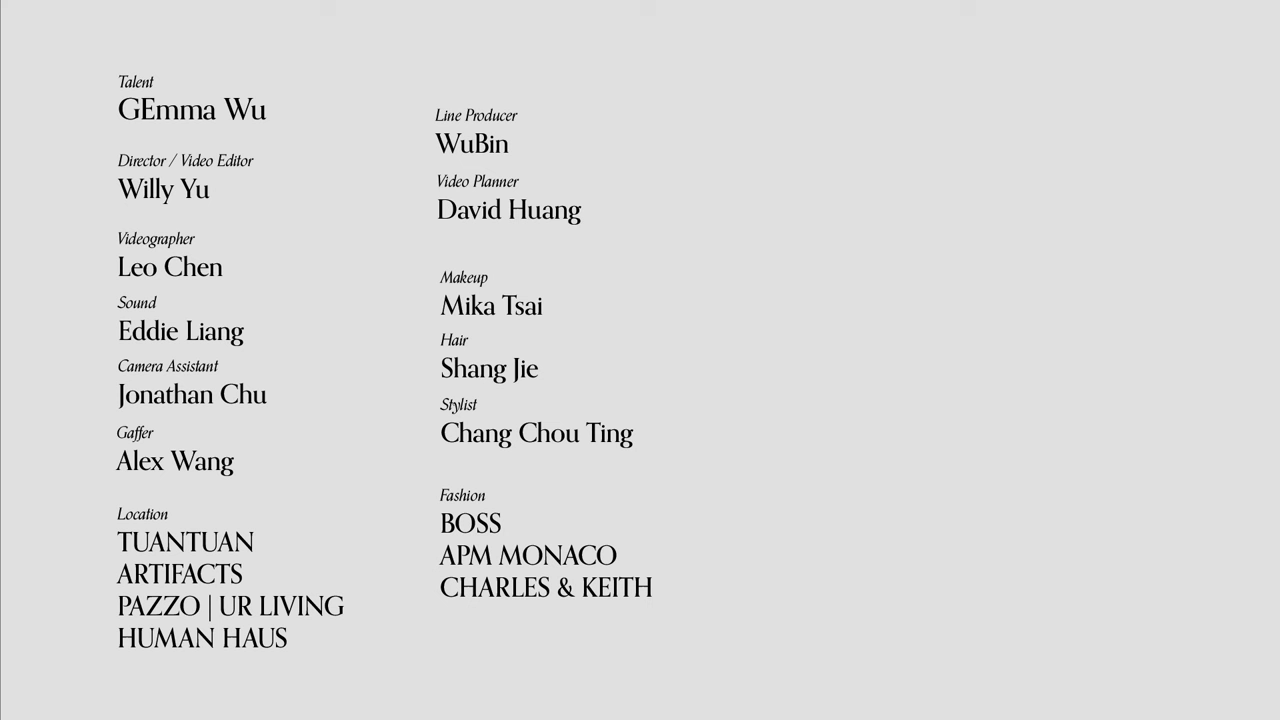 Talent
GEmma Wu
Director / Video Editor
Willy Yu
Videographer
Leo Chen
Sound
Eddie Liang
Camera Assistant
Jonathan Chu
Gaffer
Alex Wang
Location
TUANTUAN
ARTIFACTS
PAZZO | UR LIVING
HUMAN HAUS
Line Producer
WuBin
Video Planner
David Huang
Makeup
Mika Tsai
Hair
Shang Jie
Stylist
Chang Chou Ting
Fashion
BOSS
APM MONACO
CHARLES & KEITH